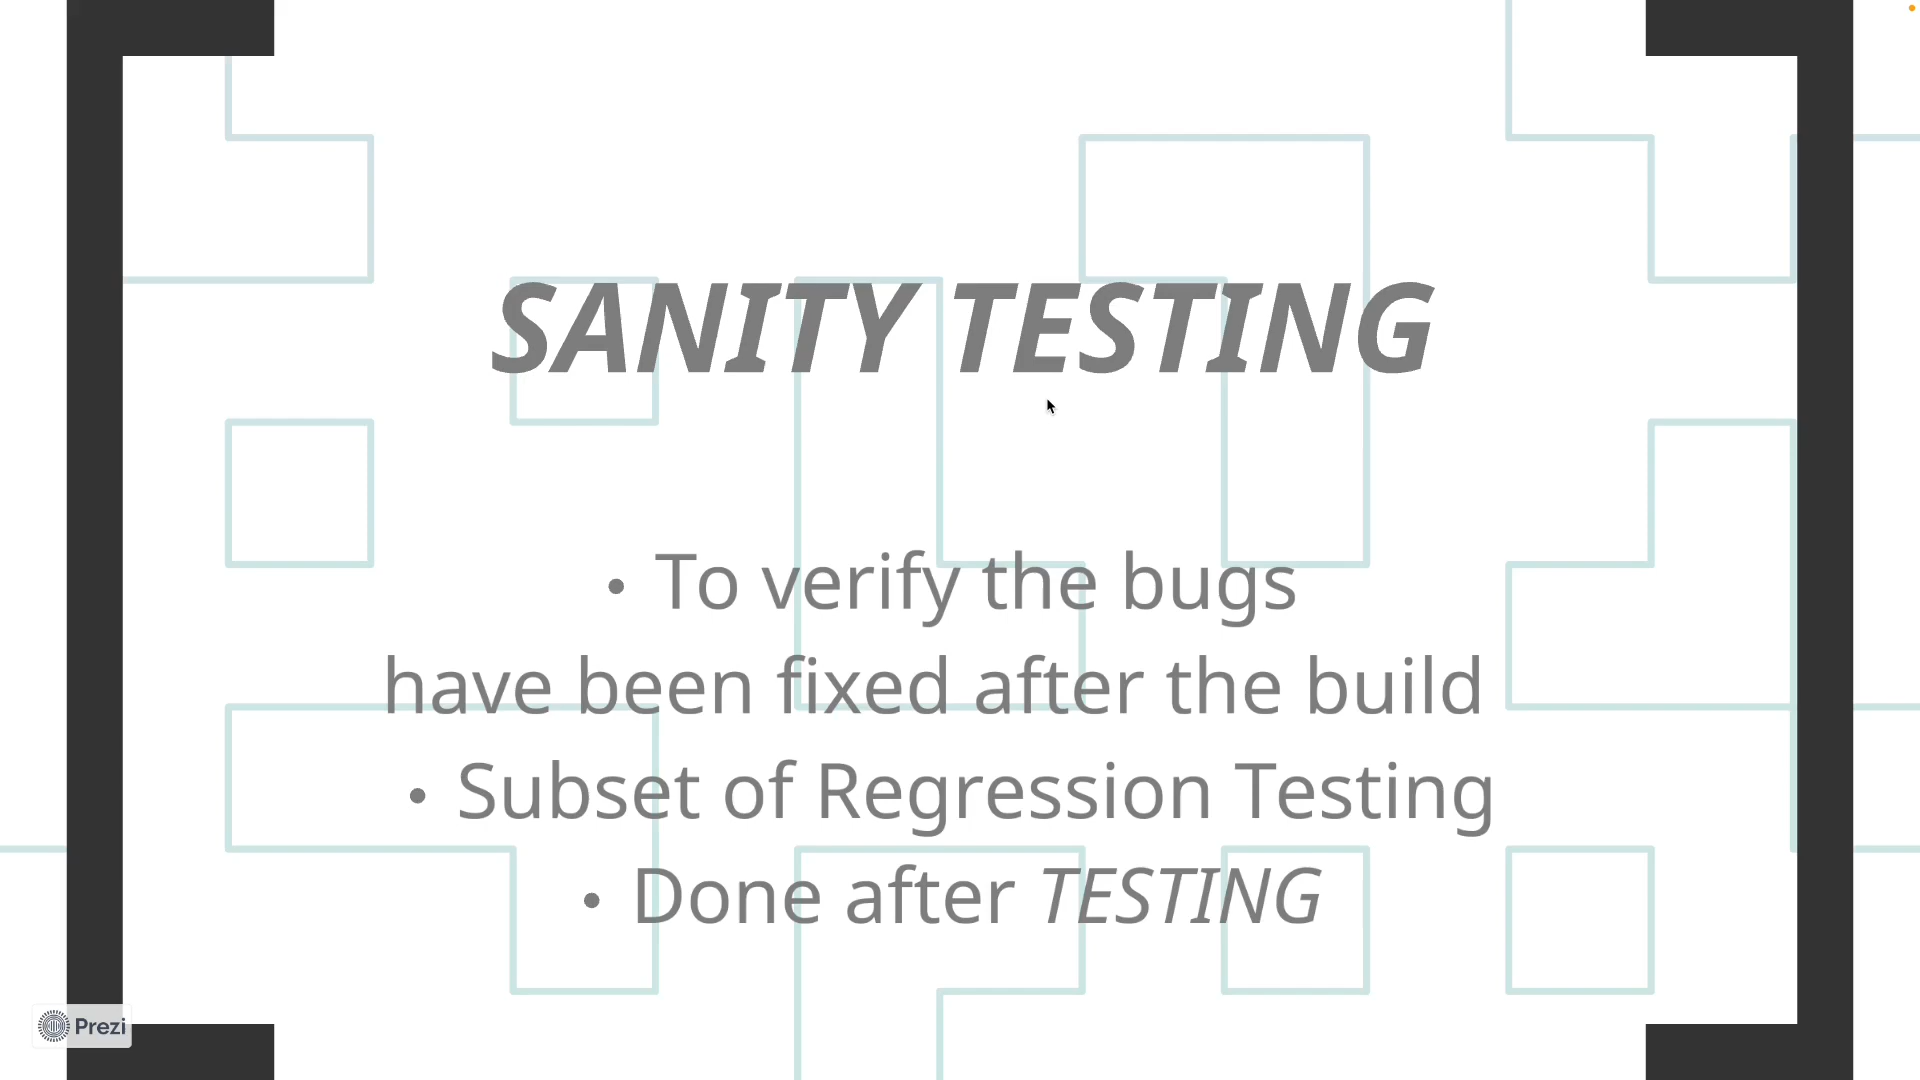 SANITY TESTING
• To verify the bugs
have been fixed after the build
• Subset of Regression Testing
• Done after TESTING
Prezi